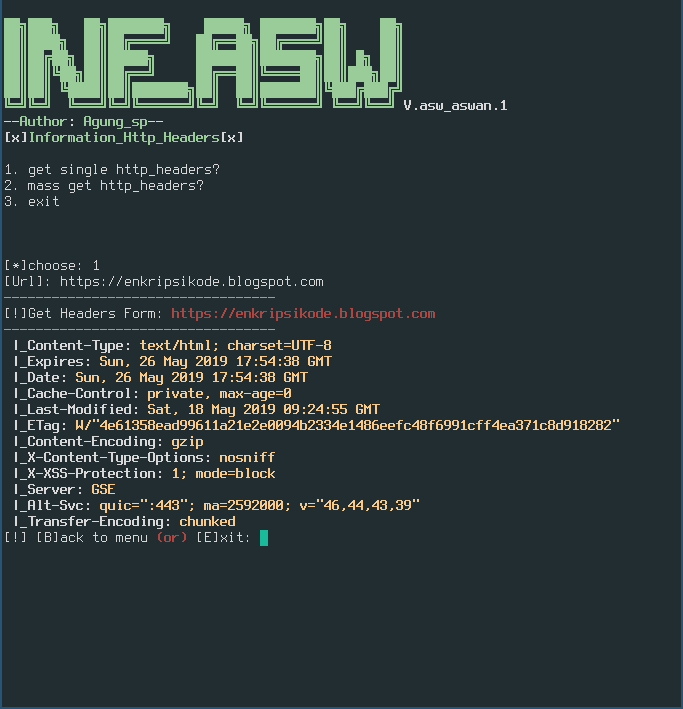 INF ASW
V.asw_aswan.1
--Author: Agung_sp--
[x]Information_Http_Headers[x]
1. get single http_headers?
2. mass get http_headers?
3. exit
[*]choose: 1
[Url]: https://enkripsikode.blogspot.com
----------------------------------
[!]Get Headers Form: https://enkripsikode.blogspot.com
----------------------------------
|_Content-Type: text/html; charset=UTF-8
|_Expires: Sun, 26 May 2019 17:54:38 GMT
|_Date: Sun, 26 May 2019 17:54:38 GMT
|_Cache-Control: private, max-age=0
|_Last-Modified: Sat, 18 May 2019 09:24:55 GMT
|_ETag: W/"4e61358ead99611a21e2e0094b2334e1486eefc48f6991cff4ea371c8d918282"
|_Content-Encoding: gzip
|_X-Content-Type-Options: nosniff
|_X-XSS-Protection: 1; mode=block
|_Server: GSE
|_Alt-Svc: quic=":443"; ma=2592000; v="46,44,43,39"
|_Transfer-Encoding: chunked
[!] [B]ack to menu (or) [E]xit: